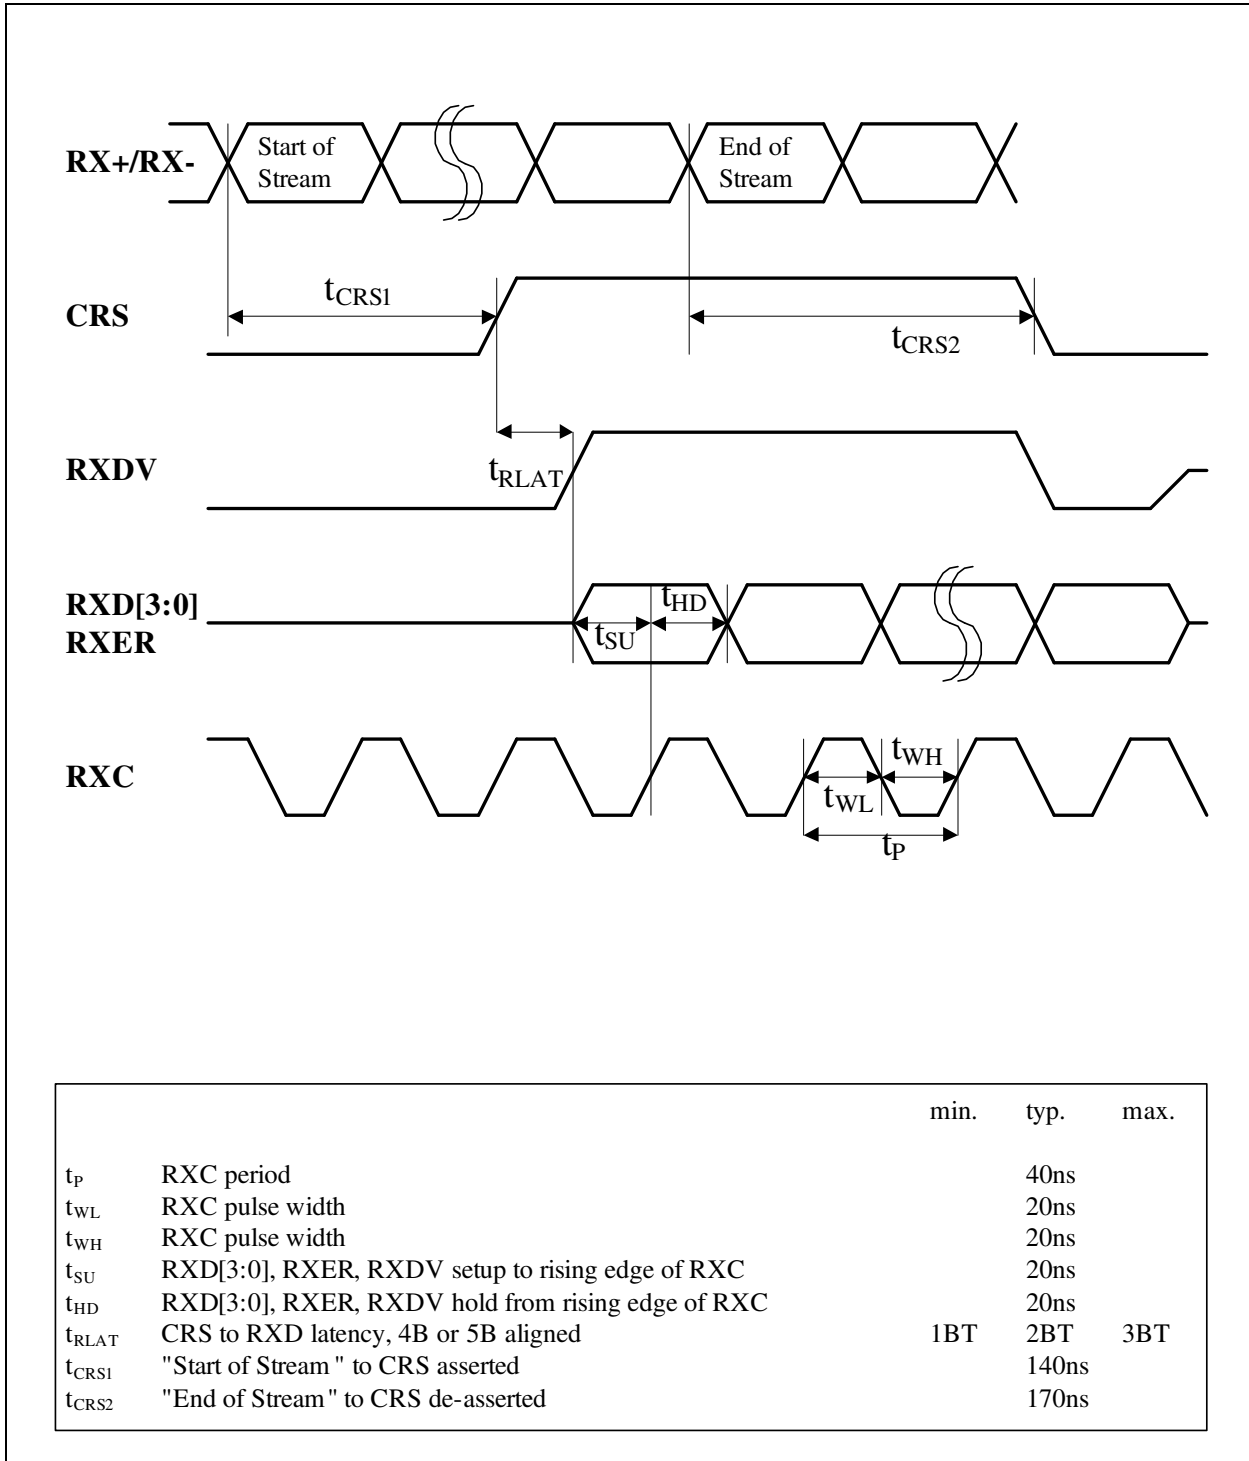 RX+/RX-
Start of
Stream
End of
Stream
CRS
tCRS1
tCRS2
RXDV
tRLAT
RXD[3:0]
RXER
tSU
tHD
RXC
tWL
tWH
tP
min. typ. max.
tP RXC period 40ns
tWL RXC pulse width 20ns
tWH RXC pulse width 20ns
tSU RXD[3:0], RXER, RXDV setup to rising edge of RXC 20ns
tHD RXD[3:0], RXER, RXDV hold from rising edge of RXC 20ns
tRLAT CRS to RXD latency, 4B or 5B aligned 1BT 2BT 3BT
tCRS1 "Start of Stream" to CRS asserted 140ns
tCRS2 "End of Stream" to CRS de-asserted 170ns